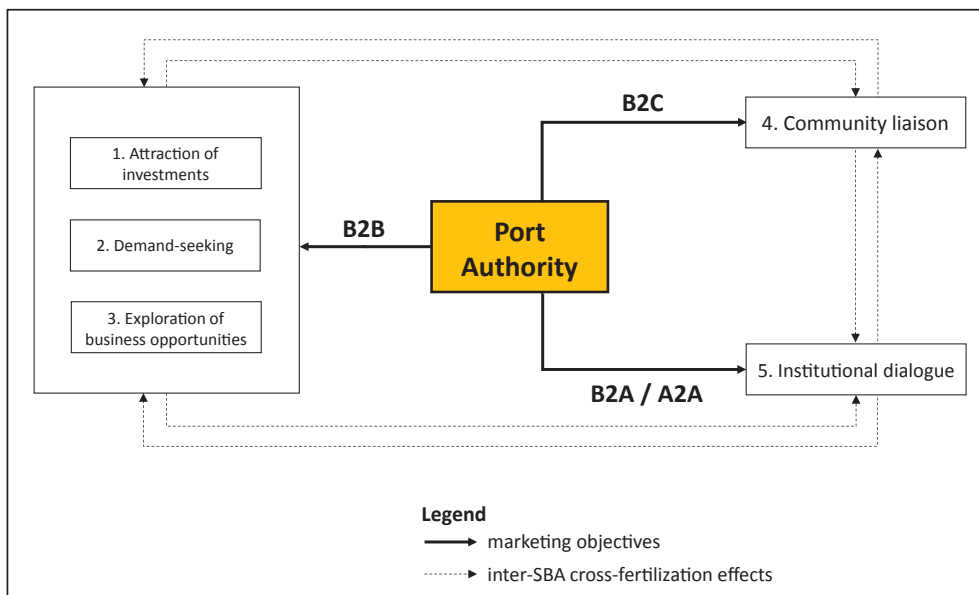 B2C
4. Community liaison
1. Attraction of
investments
B2B
2. Demand-seeking
Port
Authority
3. Exploration of
business opportunities
5. Institutional dialogue
B2A / A2A
Legend
marketing objectives
inter-SBA cross-fertilization effects